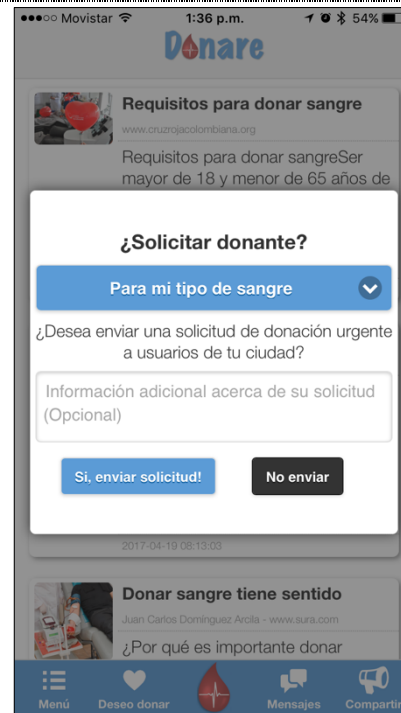 Movistar 1:36 p.m. 54%
Donare
Requisitos para donar sangre
www.cruzrojacolombiana.org
Requisitos para donar sangreSer
mayor de 18 y menor de 65 años de
¿Solicitar donante?
Para mi tipo de sangre
¿Desea enviar una solicitud de donación urgente
a usuarios de tu ciudad?
Información adicional acerca de su solicitud
(Opcional)
Si, enviar solicitud!
No enviar
2017-04-19 08:13:03
Donar sangre tiene sentido
Juan Carlos Dominguez Arcila - www.sura.com
¿Por qué es importante donar
Menú
Deseo donar
Mensajes
Compartir